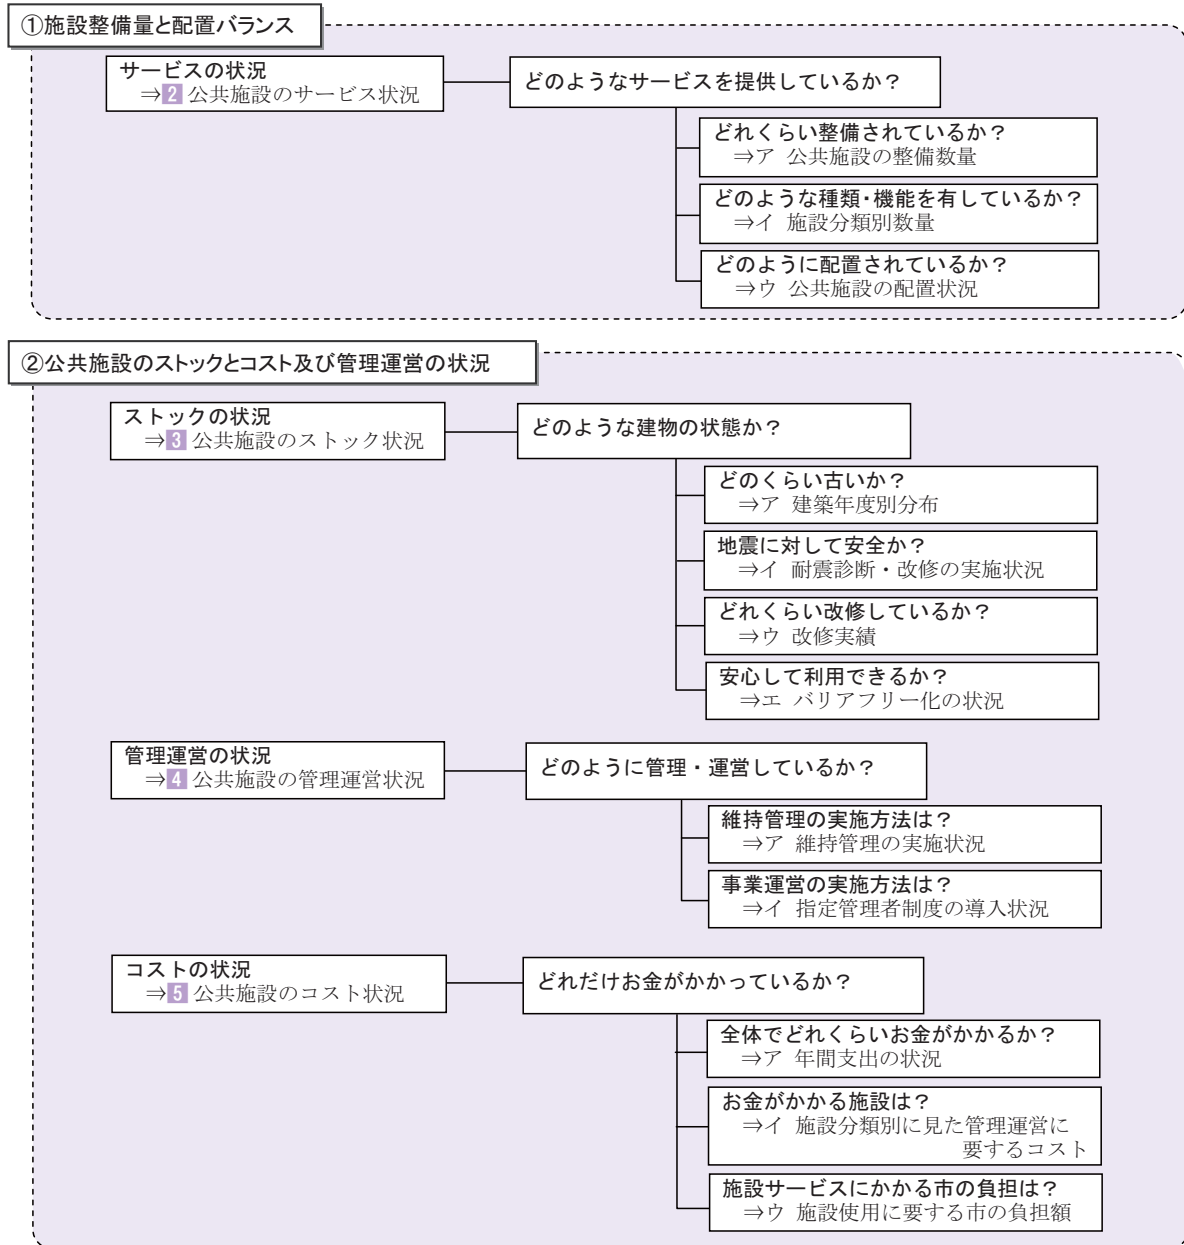 ①施設整備量と配置バランス
サービスの状況
⇒2 公共施設のサービス状況
どのようなサービスを提供しているか？
どれくらい整備されているか？
⇒ア 公共施設の整備数量
どのような種類・機能を有しているか？
⇒イ 施設分類別数量
どのように配置されているか？
⇒ウ 公共施設の配置状況
②公共施設のストックとコスト及び管理運営の状況
ストックの状況
⇒3 公共施設のストック状況
どのような建物の状態か？
どのくらい古いか？
⇒ア 建築年度別分布
地震に対して安全か？
⇒イ 耐震診断・改修の実施状況
どれくらい改修しているか？
⇒ウ 改修実績
安心して利用できるか？
⇒エ バリアフリー化の状況
管理運営の状況
⇒4 公共施設の管理運営状況
どのように管理・運営しているか？
維持管理の実施方法は？
⇒ア 維持管理の実施状況
事業運営の実施方法は？
⇒イ 指定管理者制度の導入状況
コストの状況
⇒5 公共施設のコスト状況
どれだけお金がかかっているか？
全体でどれくらいお金がかかるか？
⇒ア 年間支出の状況
お金がかかる施設は？
⇒イ 施設分類別に見た管理運営に
要するコスト
施設サービスにかかる市の負担は？
⇒ウ 施設使用に要する市の負担額